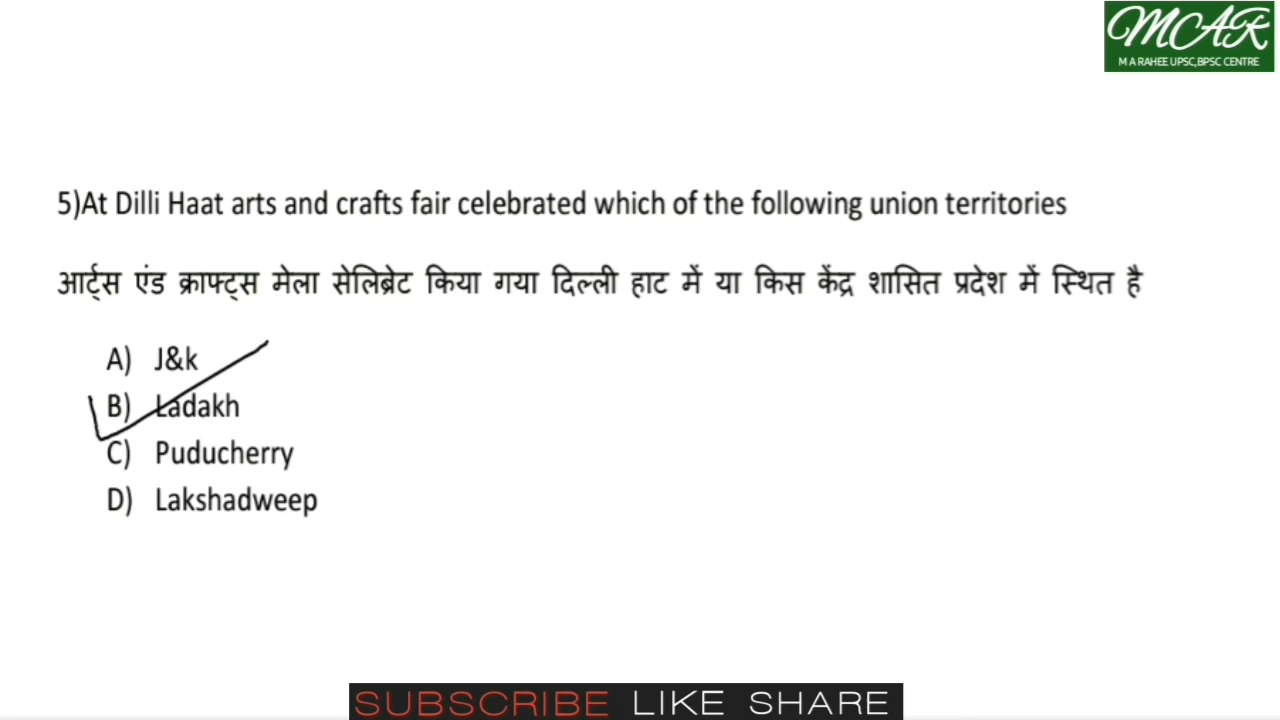 MCAR
M A RAHEE UPSC,BPSC CENTRE
5)At Dilli Haat arts and crafts fair celebrated which of the following union territories
आर्ट्स एंड क्राफ्ट्स मेला सेलिब्रेट किया गया दिल्ली हाट में या किस केंद्र शासित प्रदेश में स्थित है
A) J&k
B) Ladakh
C) Puducherry
D) Lakshadweep
SUBSCRIBE LIKE SHARE